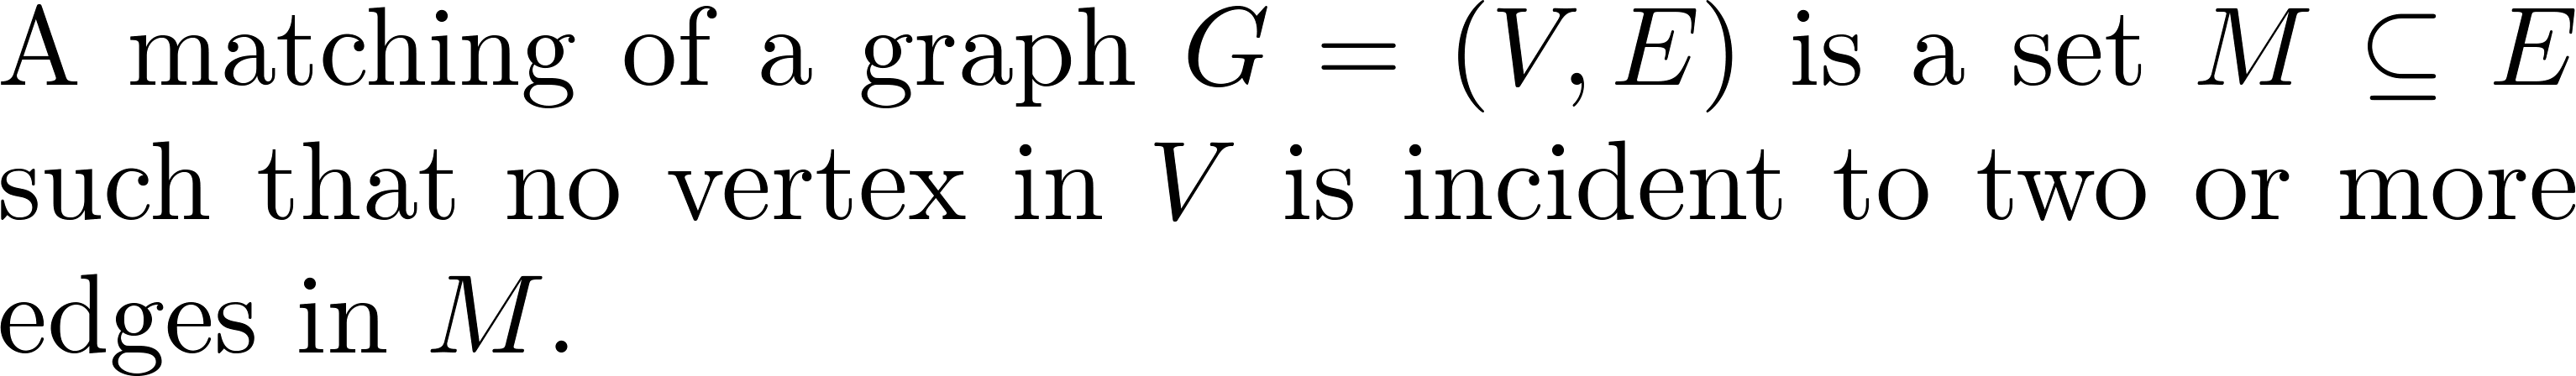 A matching of a graph G = (V, E) is a set M ⊆ E
such that no vertex in V is incident to two or more
edges in M.